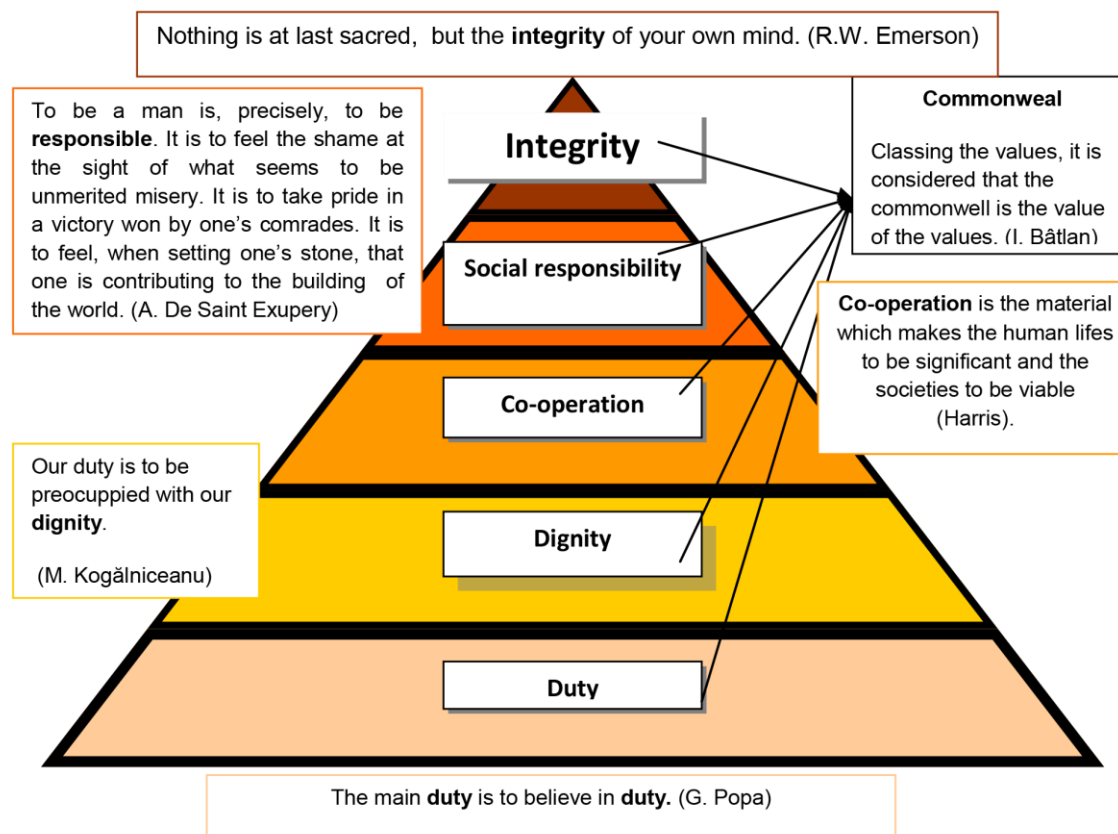 Nothing is at last sacred, but the integrity of your own mind. (R.W. Emerson)
To be a man is, precisely, to be
responsible. It is to feel the shame at
the sight of what seems to be
unmerited misery. It is to take pride in
a victory won by one's comrades. It is
to feel, when setting one's stone, that
one is contributing to the building of
the world. (A. De Saint Exupery)
Integrity
Commonweal
Classing the values, it is
considered that the
commonwell is the value
of the values. (I. Bâtlan)
Social responsibility
Co-operation is the material
which makes the human lifes
to be significant and the
societies to be viable
(Harris).
Co-operation
Our duty is to be
preocuppied with our
dignity.
(M. Kogălniceanu)
Dignity
Duty
The main duty is to believe in duty. (G. Popa)